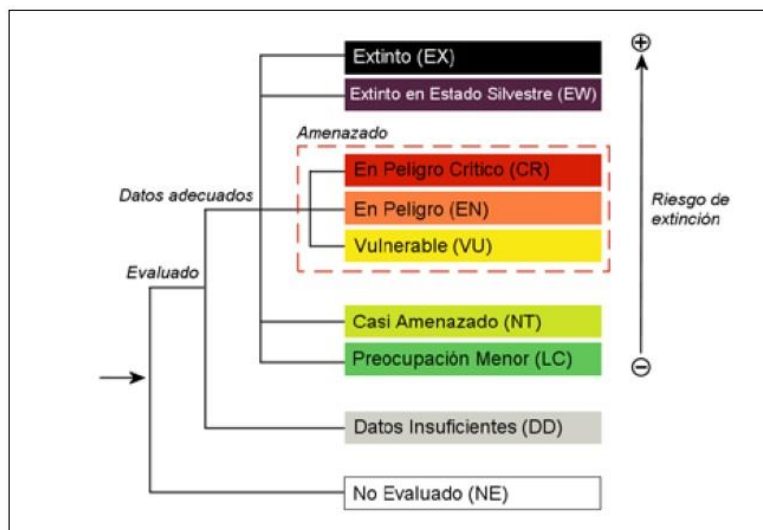 Extinto (EX)
Extinto en Estado Silvestre (EW)
Amenazado
En Peligro Crítico (CR)
Datos adecuados
En Peligro (EN)
Riesgo de
extinción
Vulnerable (VU)
Evaluado
Casi Amenazado (NT)
Preocupación Menor (LC)
Datos Insuficientes (DD)
No Evaluado (NE)